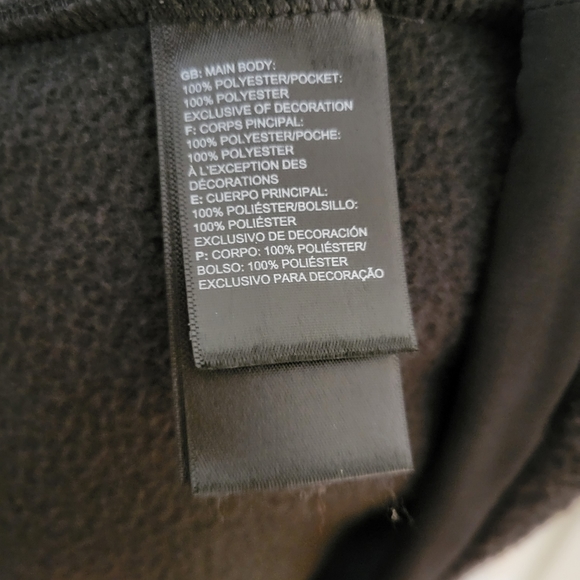 GB: MAIN BODY:
100% POLYESTER/POCKET:
100% POLYESTER
EXCLUSIVE OF DECORATION
F: CORPS PINCIPAL:
100% POLYESTER/POCHE:
100% POLYESTER
À L'EXCEPTION DES
DÉCORATIONS
E: CUERPO PRINCIPAL:
100% POLIÉSTER/BOLSILLO:
100% POLIÉSTER
EXCLUSIVO DE DECORACIÓN
P: CORPO: 100% POLIÉSTER/
BOLSO: 100% POLIÉSTER
EXCLUSIVO PARA DECORAÇÃO